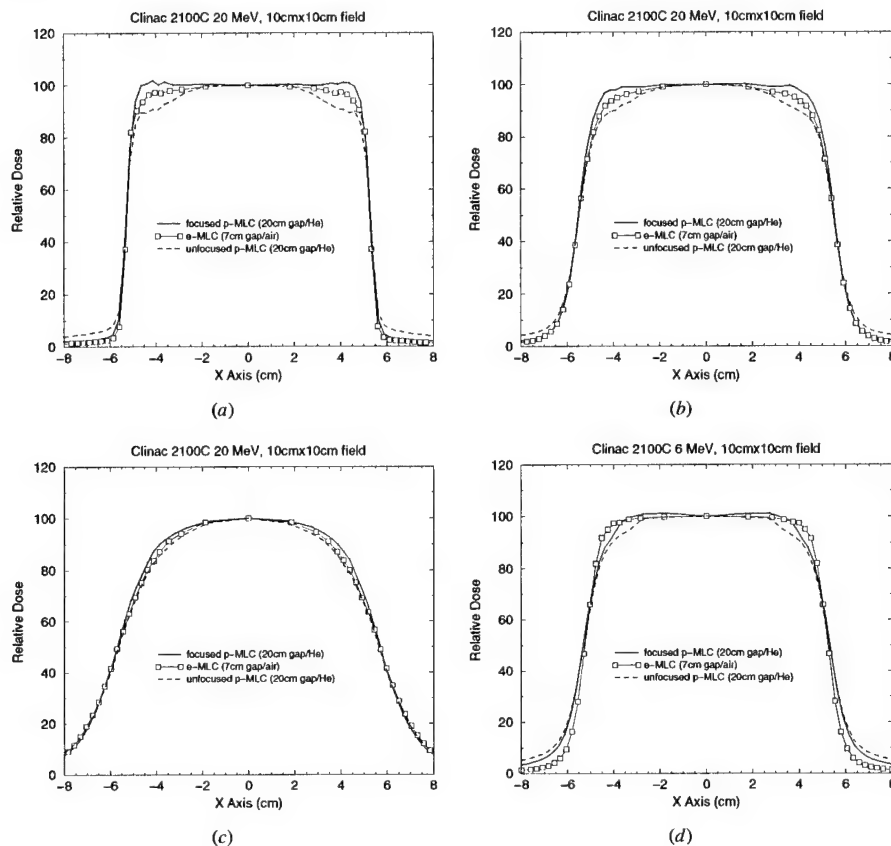 Clinac 2100C 20 MeV, 10cmx10cm field
120
100
80
60
40
20
0
Relative Dose
focused p-MLC (20cm gap/He)
e-MLC (7cm gap/air)
unfocused p-MLC (20cm gap/He)
-8 -6 -4 -2 0 2 4 6 8
X Axis (cm)
(a)
Clinac 2100C 20 MeV, 10cmx10cm field
120
100
80
60
40
20
0
Relative Dose
focused p-MLC (20cm gap/He)
e-MLC (7cm gap/air)
unfocused p-MLC (20cm gap/He)
-8 -6 -4 -2 0 2 4 6 8
X Axis (cm)
(b)
Clinac 2100C 20 MeV, 10cmx10cm field
120
100
80
60
40
20
0
Relative Dose
focused p-MLC (20cm gap/He)
e-MLC (7cm gap/air)
unfocused p-MLC (20cm gap/He)
-8 -6 -4 -2 0 2 4 6 8
X Axis (cm)
(c)
Clinac 2100C 6 MeV, 10cmx10cm field
120
100
80
60
40
20
0
Relative Dose
focused p-MLC (20cm gap/He)
e-MLC (7cm gap/air)
unfocused p-MLC (20cm gap/He)
-8 -6 -4 -2 0 2 4 6 8
X Axis (cm)
(d)